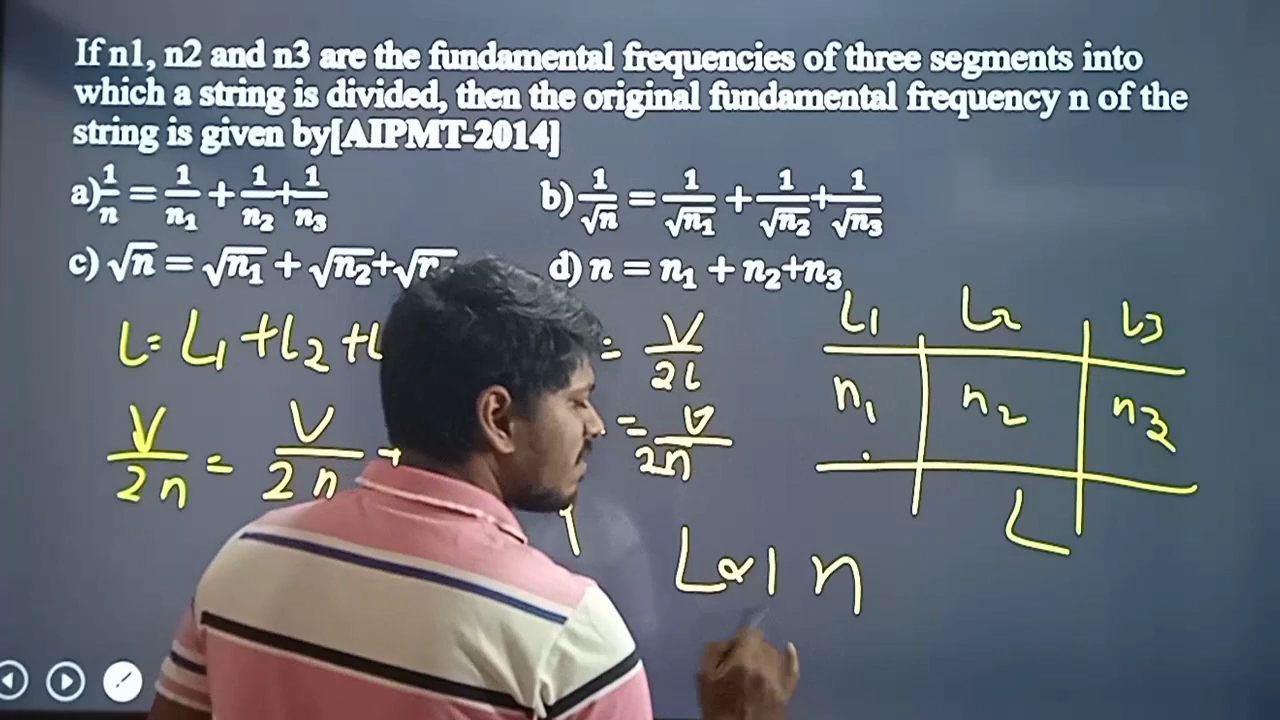 If n1, n2 and n3 are the fundamental frequencies of three segments into
which a string is divided, then the original fundamental frequency n of the
string is given by[AIPMT-2014]
a) 1/n = 1/n₁ + 1/n₂ + 1/n₃
b) 1/√n = 1/√n₁ + 1/√n₂ + 1/√n₃
c) √n = √n₁ + √n₂+√
d) n = n₁ + n₂+n₃
L= L₁ +L₂ +L
= V/2L
V/2n = V/2n +
= V/2n
L₁ L₂ L₃
n₁ n₂ n₃
L
L∝1 n